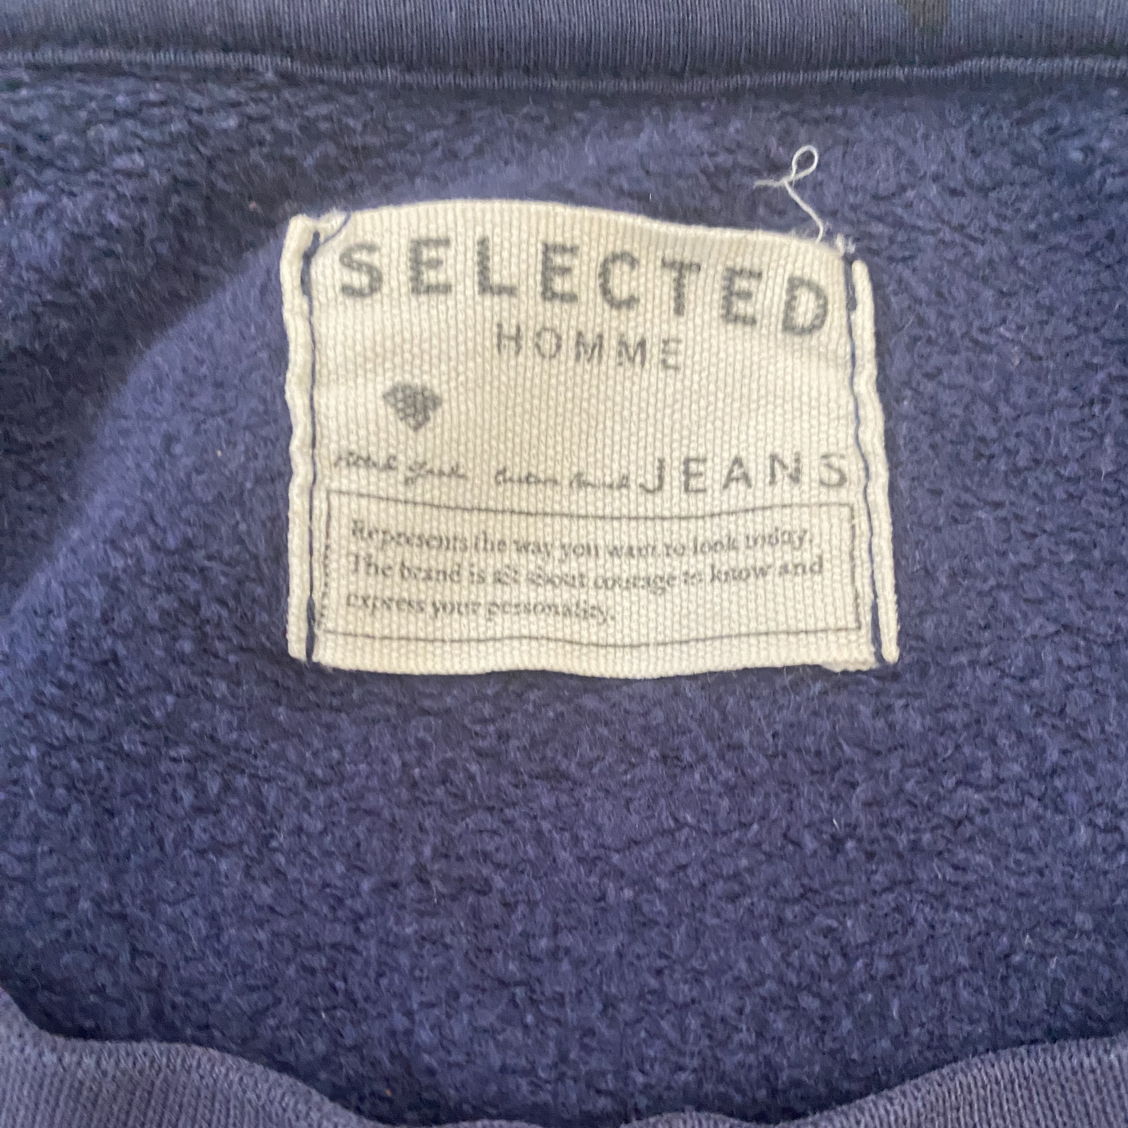 SELECTED
HOMME
JEANS
Represents the way you want to look today.
The brand is all about courage to know and
express your personality.